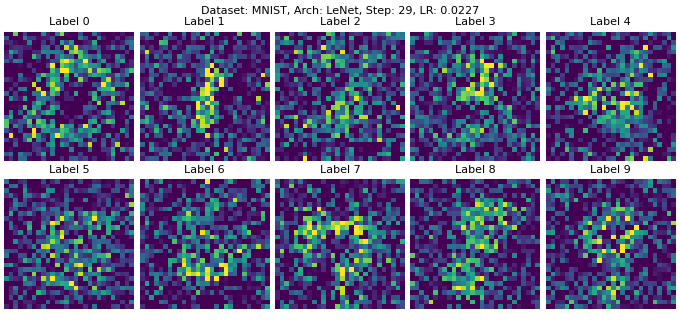 Dataset: MNIST, Arch: LeNet, Step: 29, LR: 0.0227
Label 0
Label 1
Label 2
Label 3
Label 4
Label 5
Label 6
Label 7
Label 8
Label 9